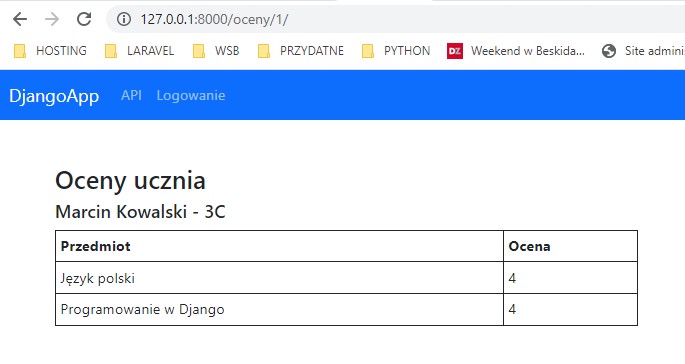 127.0.0.1:8000/oceny/1/
HOSTING LARAVEL WSB PRZYDATNE PYTHON DZ Weekend w Beskida... Site adminis
DjangoApp API Logowanie
Oceny ucznia
Marcin Kowalski - 3C
Przedmiot Ocena
Język polski 4
Programowanie w Django 4